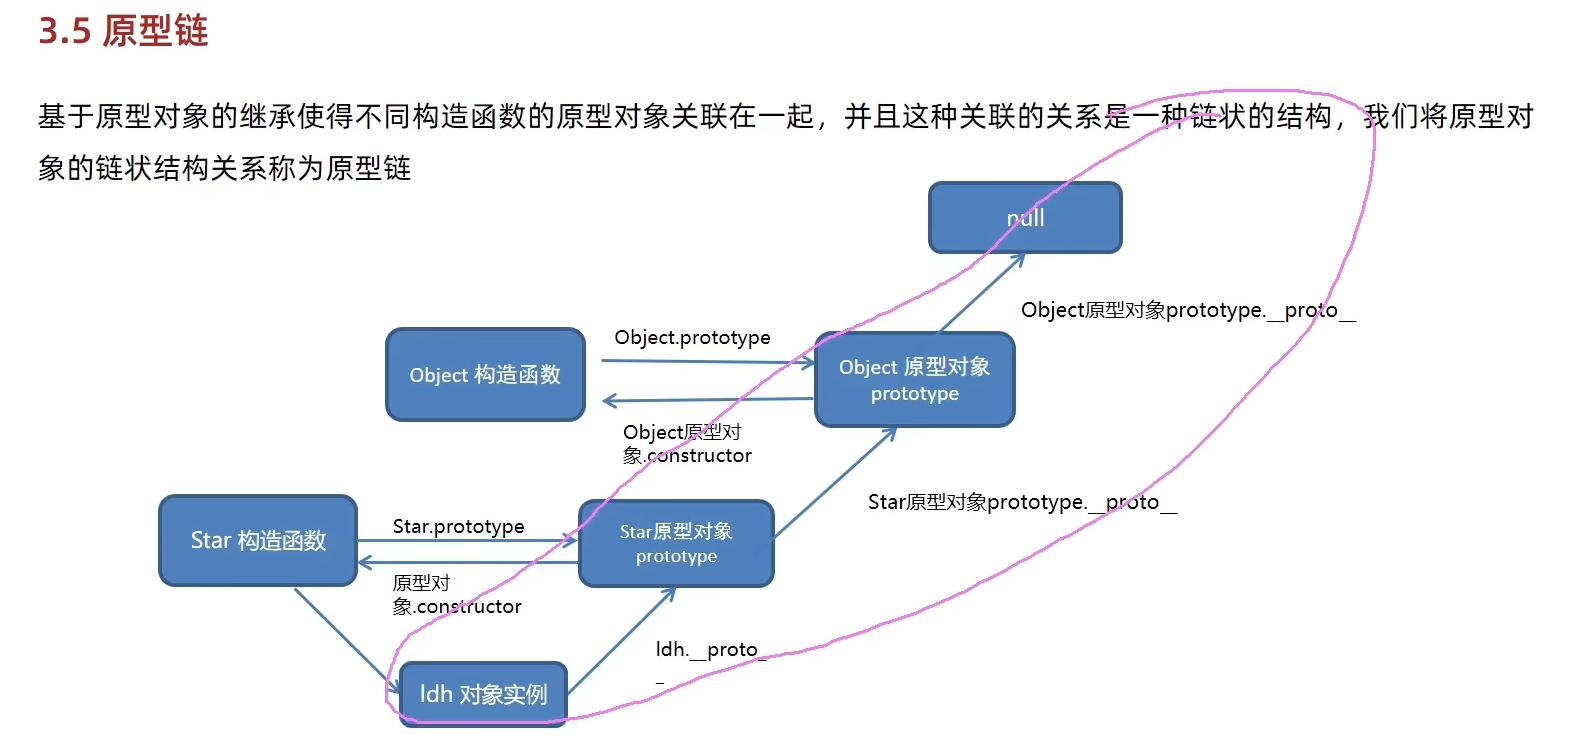 3.5 原型链
基于原型对象的继承使得不同构造函数的原型对象关联在一起，并且这种关联的关系是一种链状的结构，我们将原型对
象的链状结构关系称为原型链
null
Object原型对象prototype.__proto__
Object.prototype
Object 构造函数
Object 原型对象
prototype
Object原型对
象.constructor
Star原型对象prototype.__proto__
Star 构造函数
Star.prototype
Star原型对象
prototype
原型对
象.constructor
ldh.__proto_
_
ldh 对象实例